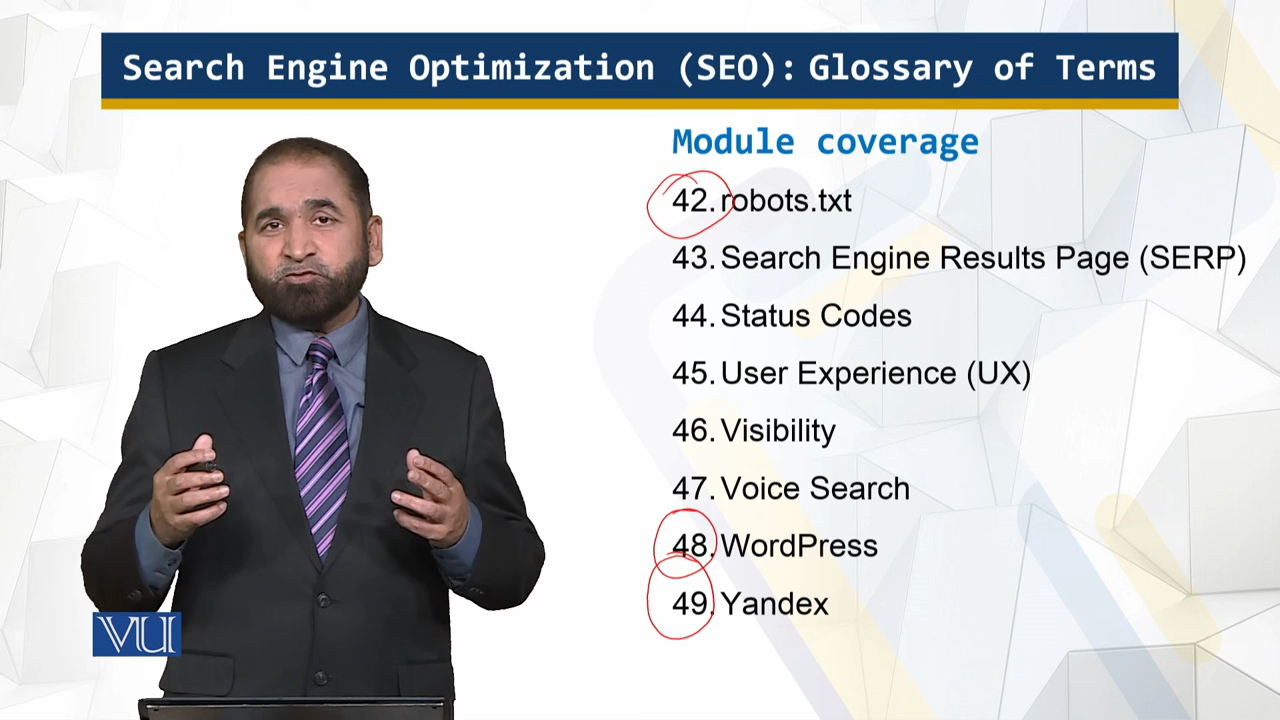 Search Engine Optimization (SEO): Glossary of Terms
Module coverage
42. robots.txt
43. Search Engine Results Page (SERP)
44. Status Codes
45. User Experience (UX)
46. Visibility
47. Voice Search
48. WordPress
49. Yandex
VU